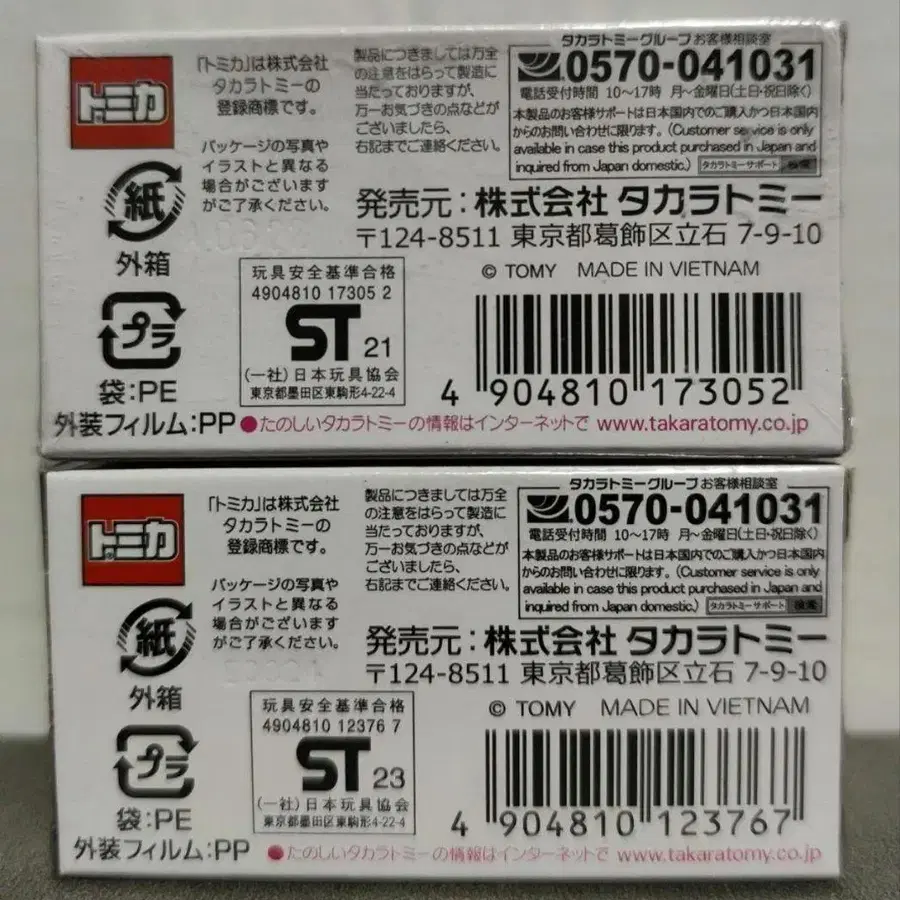 トミカ
「トミカ」は株式会社
タカラトミーの
登録商標です。
パッケージの写真や
イラストと異なる
場合がございます
がご了承ください。
製品につきましては万全
の注意をはらって製造に
当たっておりますが、
万一お気づきの点などが
ございましたら、
右記までご連絡ください。
タカラトミーグループ お客様相談室
0570-041031
電話受付時間 10〜17時 月〜金曜日(土日・祝日除く)
本製品のお客様サポートは日本国内でのご購入かつ日本国内
からのお問い合わせに限ります。(Customer service is only
available in case this product purchased in Japan and
inquired from Japan domestic.) タカラトミーサポート 検索
発売元:株式会社 タカラトミー
〒124-8511 東京都葛飾区立石 7-9-10
© TOMY MADE IN VIETNAM
紙
外箱
プラ
袋:PE
外装フィルム:PP
玩具安全基準合格
4904810 17305 2
ST 21
(一社)日本玩具協会
東京都墨田区東駒形4-22-4
4 904810 173052
●たのしいタカラトミーの情報はインターネットで www.takaratomy.co.jp
トミカ
「トミカ」は株式会社
タカラトミーの
登録商標です。
パッケージの写真や
イラストと異なる
場合がございます
がご了承ください。
製品につきましては万全
の注意をはらって製造に
当たっておりますが、
万一お気づきの点などが
ございましたら、
右記までご連絡ください。
タカラトミーグループ お客様相談室
0570-041031
電話受付時間 10〜17時 月〜金曜日(土日・祝日除く)
本製品のお客様サポートは日本国内でのご購入かつ日本国内
からのお問い合わせに限ります。(Customer service is only
available in case this product purchased in Japan and
inquired from Japan domestic.) タカラトミーサポート 検索
発売元:株式会社 タカラトミー
〒124-8511 東京都葛飾区立石 7-9-10
© TOMY MADE IN VIETNAM
紙
外箱
プラ
袋:PE
外装フィルム:PP
玩具安全基準合格
4904810 12376 7
ST 23
(一社)日本玩具協会
東京都墨田区東駒形4-22-4
4 904810 123767
●たのしいタカラトミーの情報はインターネットで www.takaratomy.co.jp